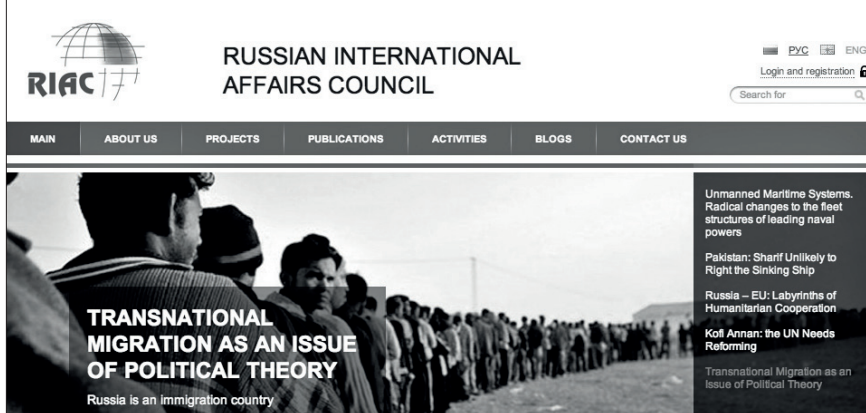 RIAC
RUSSIAN INTERNATIONAL
AFFAIRS COUNCIL
РУС ENG
Login and registration
Search for
MAIN ABOUT US PROJECTS PUBLICATIONS ACTIVITIES BLOGS CONTACT US
TRANSNATIONAL
MIGRATION AS AN ISSUE
OF POLITICAL THEORY
Russia is an immigration country
Unmanned Maritime Systems.
Radical changes to the fleet
structures of leading naval
powers
Pakistan: Sharif Unlikely to
Right the Sinking Ship
Russia – EU: Labyrinths of
Humanitarian Cooperation
Kofi Annan: the UN Needs
Reforming
Transnational Migration as an
Issue of Political Theory